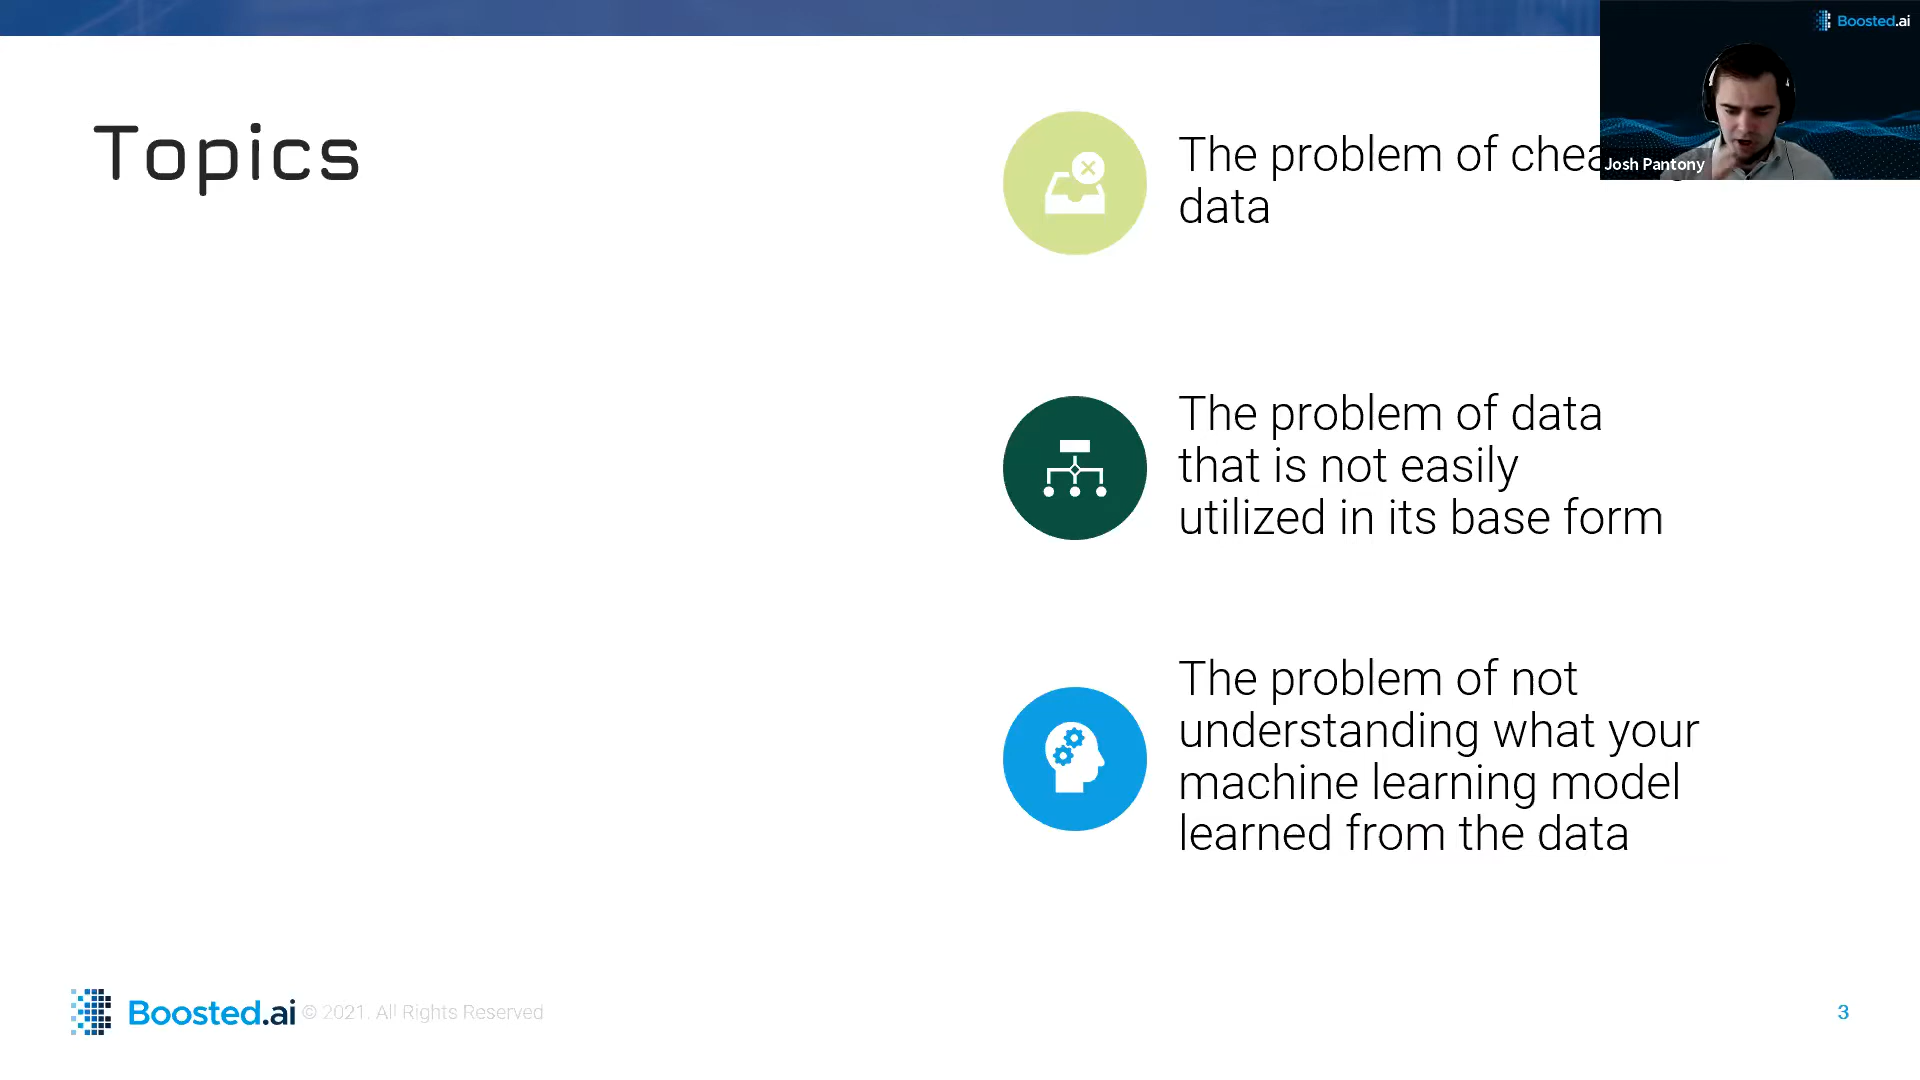 Boosted.ai
Topics
The problem of
data
Josh Pantony
The problem of data
that is not easily
utilized in its base form
The problem of not
understanding what your
machine learning model
learned from the data
Boosted.ai © 2021. All Rights Reserved
3